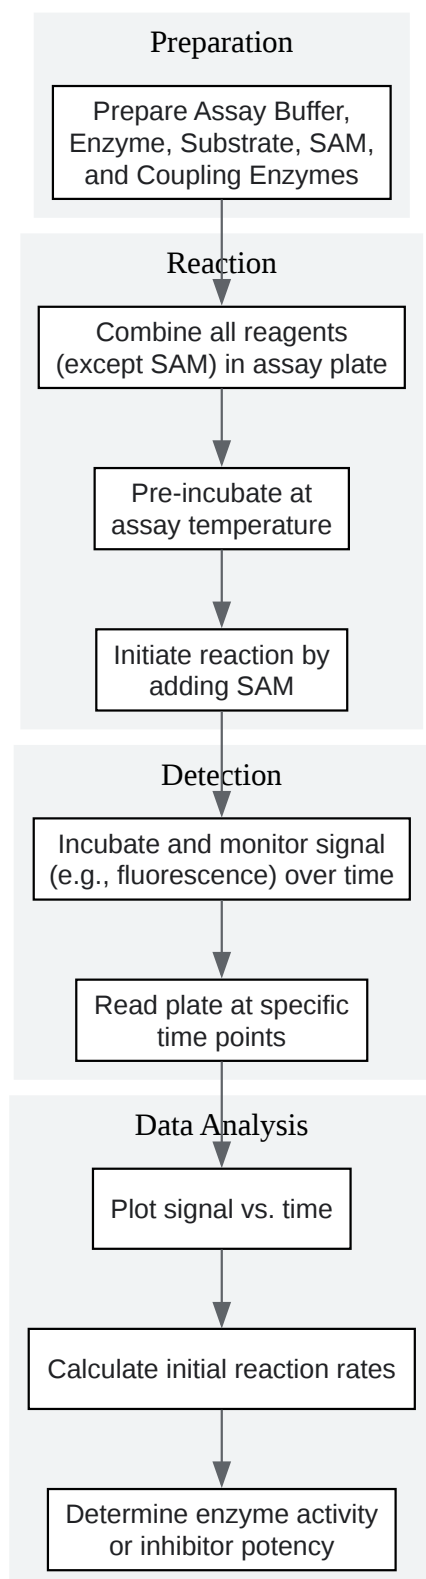 Preparation
Prepare Assay Buffer,
Enzyme, Substrate, SAM,
and Coupling Enzymes
Reaction
Combine all reagents
(except SAM) in assay plate
Pre-incubate at
assay temperature
Initiate reaction by
adding SAM
Detection
Incubate and monitor signal
(e.g., fluorescence) over time
Read plate at specific
time points
Data Analysis
Plot signal vs. time
Calculate initial reaction rates
Determine enzyme activity
or inhibitor potency